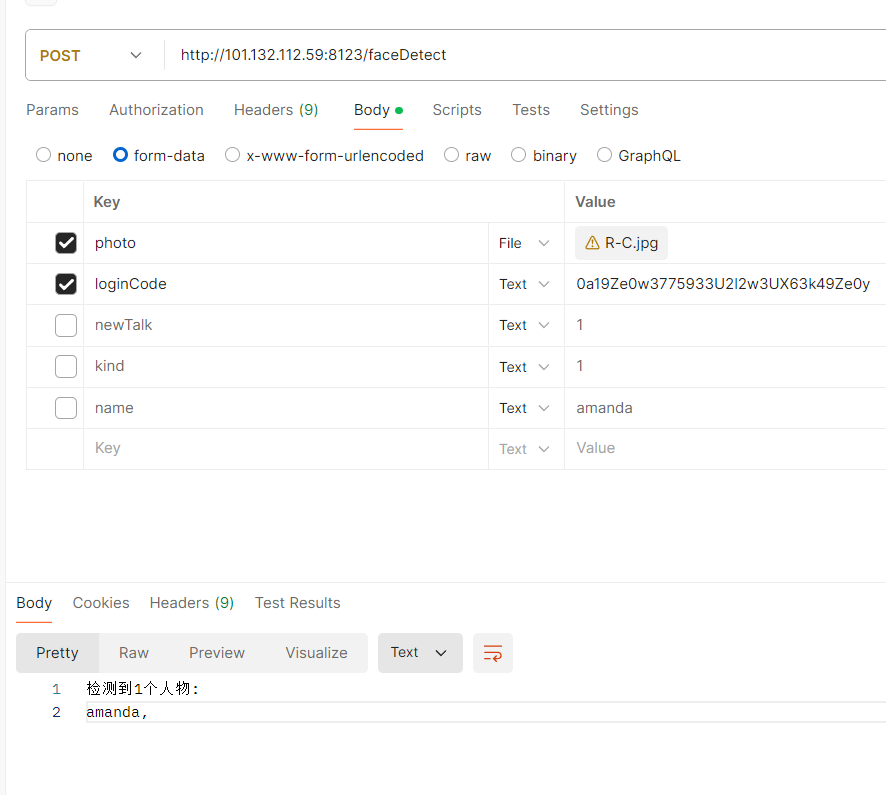 POST http://101.132.112.59:8123/faceDetect
Params Authorization Headers (9) Body Scripts Tests Settings
none form-data x-www-form-urlencoded raw binary GraphQL
Key Value
photo File R-C.jpg
loginCode Text 0a19Ze0w3775933U2l2w3UX63k49Ze0y
newTalk Text 1
kind Text 1
name Text amanda
Key Text Value
Body Cookies Headers (9) Test Results
Pretty Raw Preview Visualize Text
1 检测到1个人物:
2 amanda,